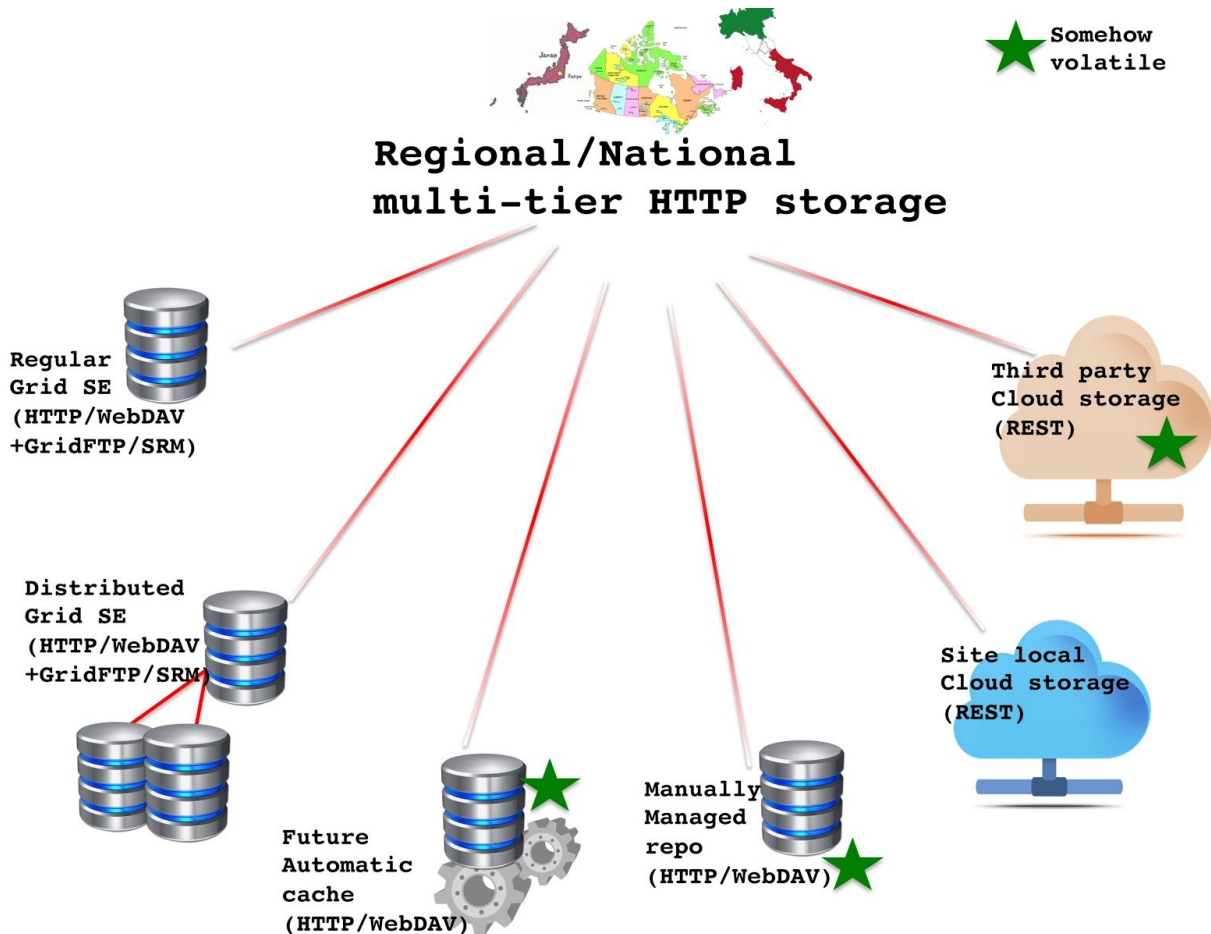 Japan
Tokyo
Somehow
volatile
Regional/National
multi-tier HTTP storage
Regular
Grid SE
(HTTP/WebDAV
+GridFTP/SRM)
Third party
Cloud storage
(REST)
Distributed
Grid SE
(HTTP/WebDAV
+GridFTP/SRM)
Site local
Cloud storage
(REST)
Future
Automatic
cache
(HTTP/WebDAV)
Manually
Managed
repo
(HTTP/WebDAV)